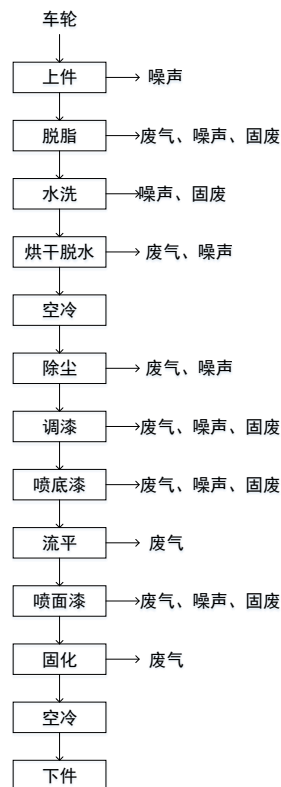 车轮
上件 噪声
脱脂 废气、噪声、固废
水洗 噪声、固废
烘干脱水 废气、噪声
空冷
除尘 废气、噪声
调漆 废气、噪声、固废
喷底漆 废气、噪声、固废
流平 废气
喷面漆 废气、噪声、固废
固化 废气
空冷
下件